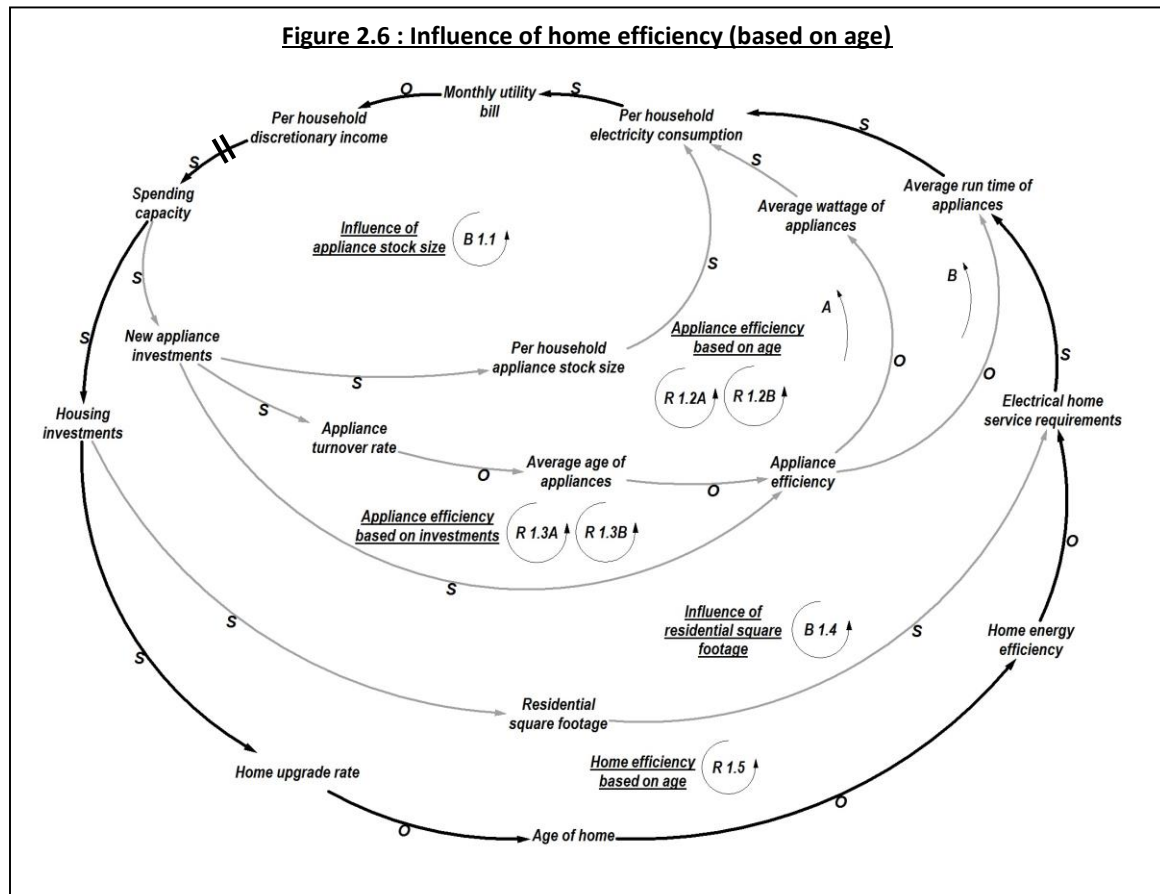 Figure 2.6 : Influence of home efficiency (based on age)
O
Monthly utility
bill
S
Per household
discretionary income
Per household
electricity consumption
S
S
S
Spending
capacity
Average wattage of
appliances
Average run time of
appliances
Influence of
appliance stock size
B 1.1
S
S
A
B
S
New appliance
investments
Appliance efficiency
based on age
Per household
appliance stock size
S
O
O
S
R 1.2A
R 1.2B
Housing
investments
S
Appliance
turnover rate
Electrical home
service requirements
O
Average age of
appliances
O
Appliance
efficiency
Appliance efficiency
based on investments
R 1.3A
R 1.3B
O
S
S
Influence of
residential square
footage
B 1.4
S
Home energy
efficiency
S
Residential
square footage
Home upgrade rate
Home efficiency
based on age
R 1.5
O
O
Age of home